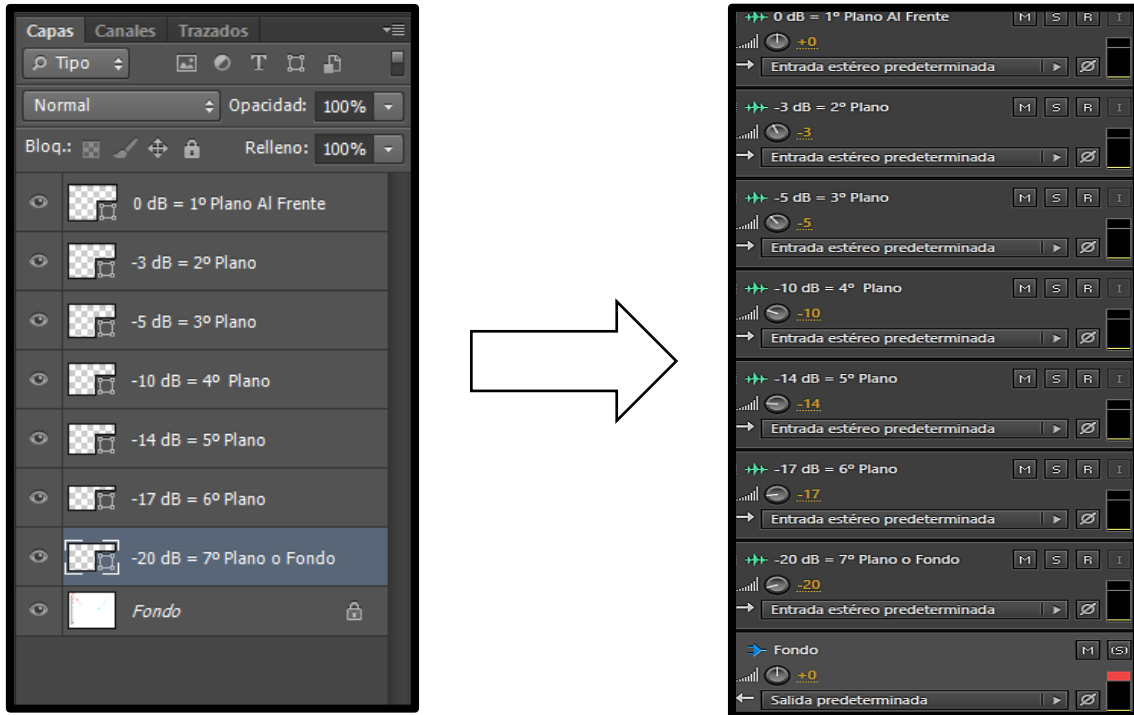 Capas Canales Trazados
Tipo
Normal Opacidad: 100%
Bloq.: Relleno: 100%
0 dB = 1º Plano Al Frente
-3 dB = 2º Plano
-5 dB = 3º Plano
-10 dB = 4º Plano
-14 dB = 5º Plano
-17 dB = 6º Plano
-20 dB = 7º Plano o Fondo
Fondo
0 dB = 1º Plano Al Frente M S R I
+0
Entrada estéreo predeterminada
-3 dB = 2º Plano M S R I
-3
Entrada estéreo predeterminada
-5 dB = 3º Plano M S R I
-5
Entrada estéreo predeterminada
-10 dB = 4º Plano M S R I
-10
Entrada estéreo predeterminada
-14 dB = 5º Plano M S R I
-14
Entrada estéreo predeterminada
-17 dB = 6º Plano M S R I
-17
Entrada estéreo predeterminada
-20 dB = 7º Plano o Fondo M S R I
-20
Entrada estéreo predeterminada
Fondo M (S)
+0
Salida predeterminada